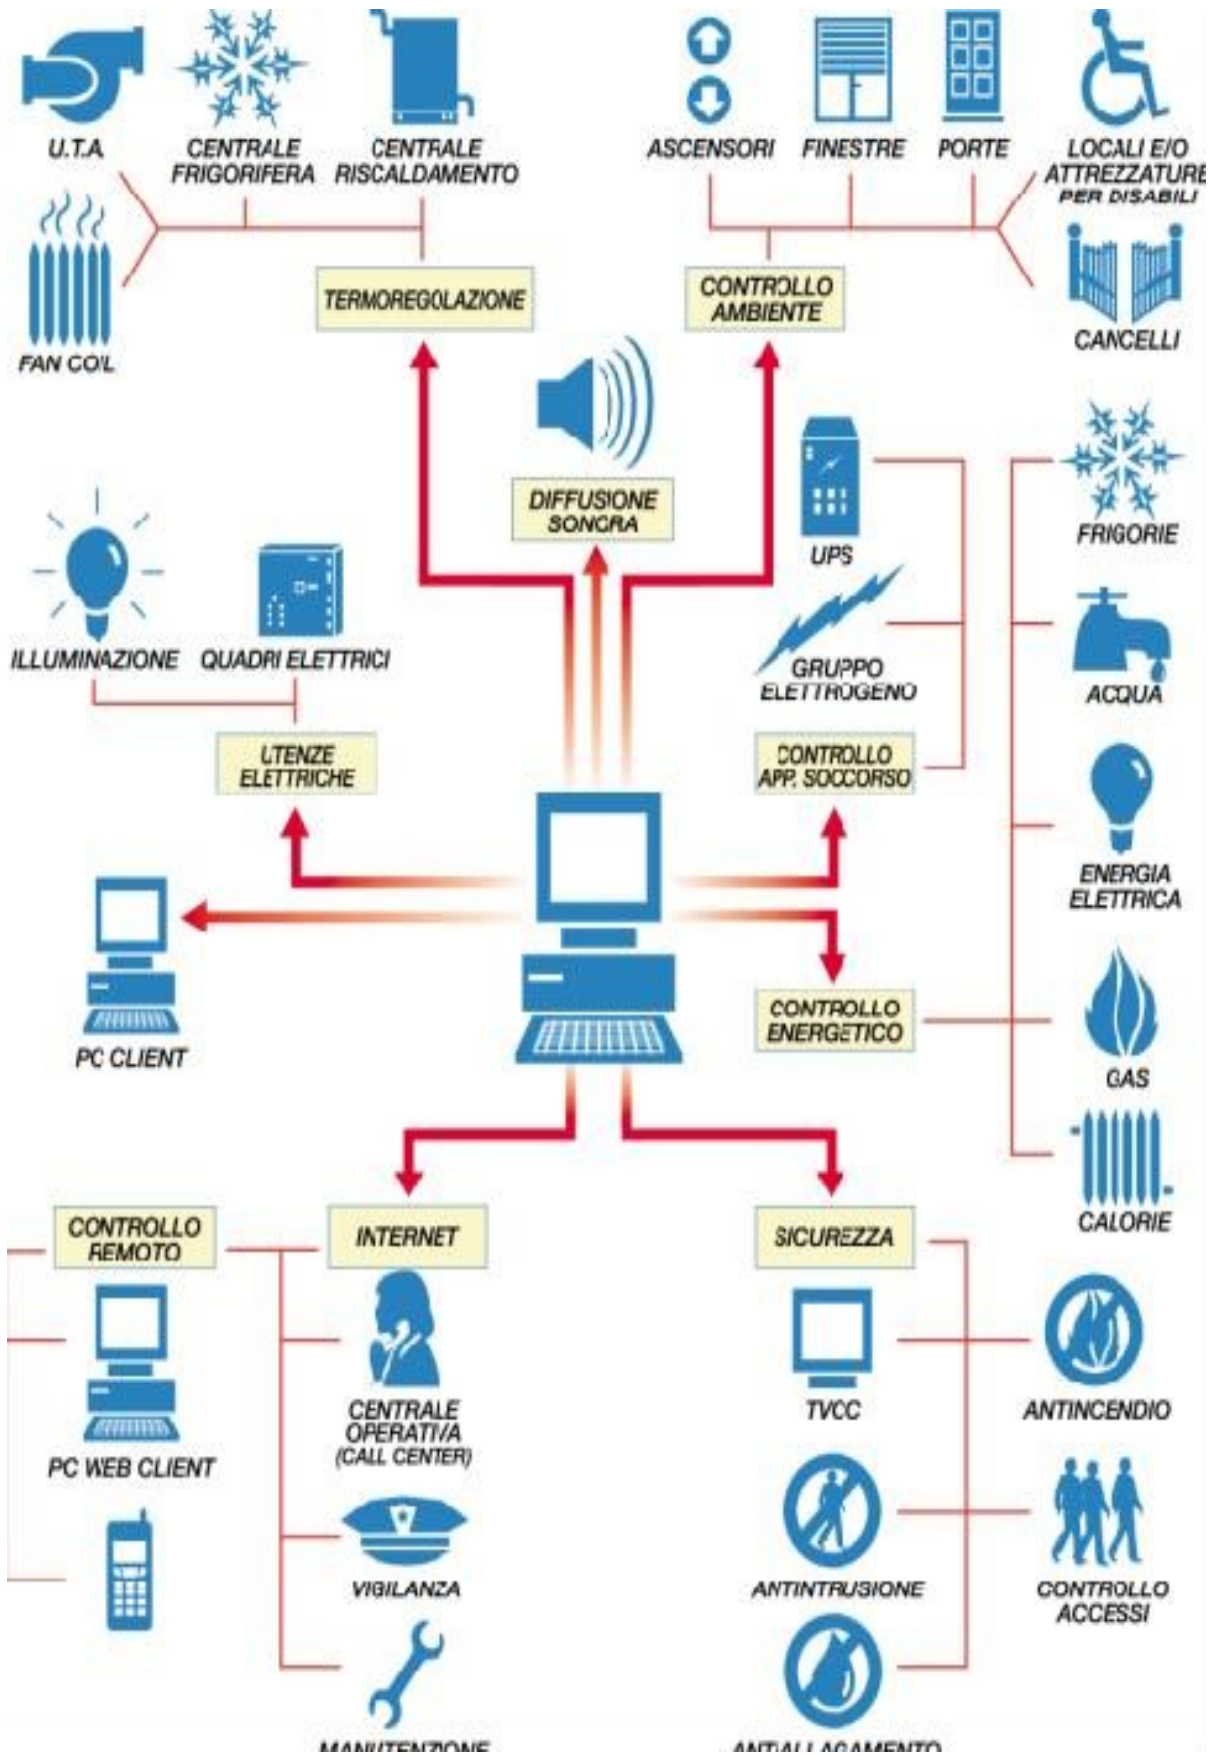 U.T.A.
CENTRALE
FRIGORIFERA
CENTRALE
RISCALDAMENTO
ASCENSORI
FINESTRE
PORTE
LOCALI E/O
ATTREZZATURE
PER DISABILI
FAN COIL
TERMOREGOLAZIONE
CONTROLLO
AMBIENTE
CANCELLI
DIFFUSIONE
SONORA
UPS
FRIGORIE
ILLUMINAZIONE
QUADRI ELETTRICI
GRUPPO
ELETTROGENO
ACQUA
UTENZE
ELETTRICHE
CONTROLLO
APP. SOCCORSO
ENERGIA
ELETTRICA
PC CLIENT
CONTROLLO
ENERGETICO
GAS
CALORIE
CONTROLLO
REMOTO
INTERNET
SICUREZZA
PC WEB CLIENT
CENTRALE
OPERATIVA
(CALL CENTER)
TVCC
ANTINCENDIO
VIGILANZA
ANTINTRUSIONE
CONTROLLO
ACCESSI
MANUTENZIONE
ANTIALLAGAMENTO